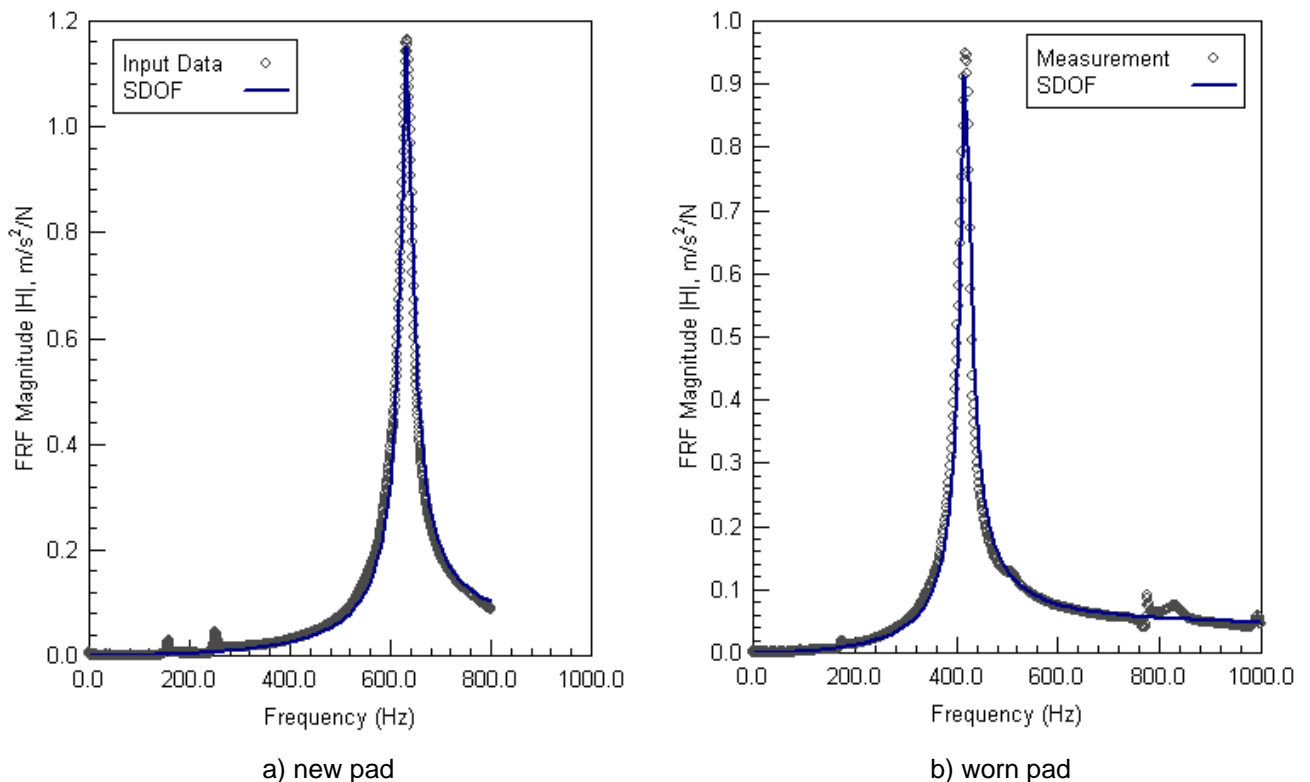 1.2
1.0
0.8
0.6
0.4
0.2
0.0
FRF Magnitude |H|, m/s²/N
Input Data
SDOF
0.0 200.0 400.0 600.0 800.0 1000.0
Frequency (Hz)
a) new pad
1.0
0.9
0.8
0.7
0.6
0.5
0.4
0.3
0.2
0.1
0.0
FRF Magnitude |H|, m/s²/N
Measurement
SDOF
0.0 200.0 400.0 600.0 800.0 1000.0
Frequency (Hz)
b) worn pad